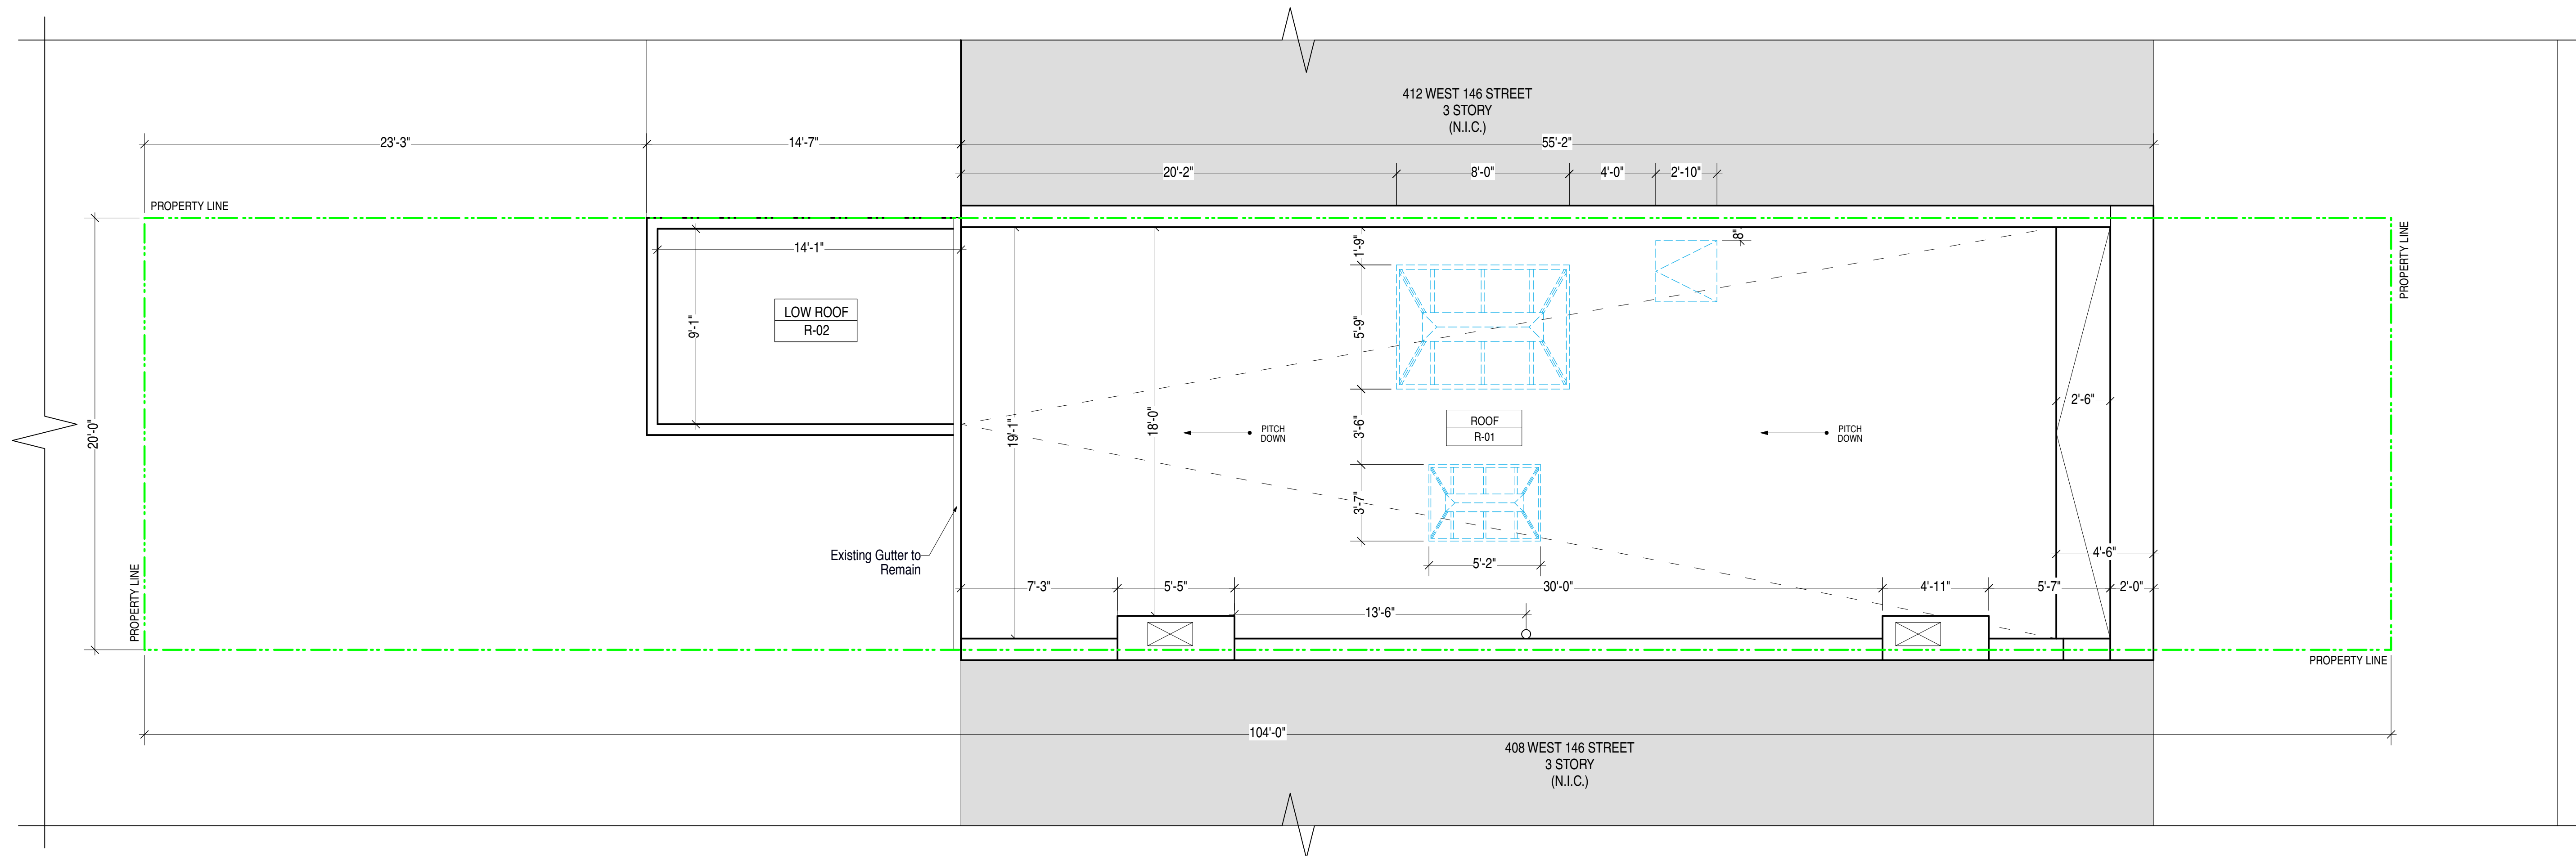 412 WEST 146 STREET
3 STORY
(N.I.C.)
23'-3"
14'-7"
55'-2"
20'-2"
8'-0"
4'-0"
2'-10"
PROPERTY LINE
PROPERTY LINE
8"
1'-9"
14'-1"
LOW ROOF
R-02
9'-1"
5'-9"
2'-6"
20'-0"
19'-1"
18'-0"
PITCH
DOWN
3'-6"
ROOF
R-01
PITCH
DOWN
3'-7"
Existing Gutter to
Remain
4'-6"
5'-2"
7'-3"
5'-5"
30'-0"
4'-11"
5'-7"
2'-0"
13'-6"
PROPERTY LINE
PROPERTY LINE
104'-0"
408 WEST 146 STREET
3 STORY
(N.I.C.)